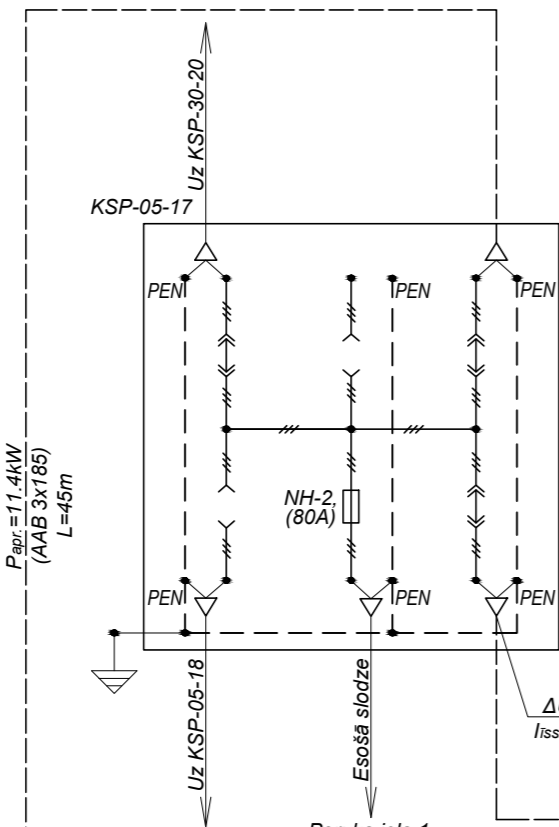 Uz KSP-30-20
KSP-05-17
PEN
PEN
PEN
P apr.=11.4kW
(AAB 3x185)
L=45m
NH-2,
(80A)
PEN
PEN
PEN
Uz KSP-05-18
Esošā slodze